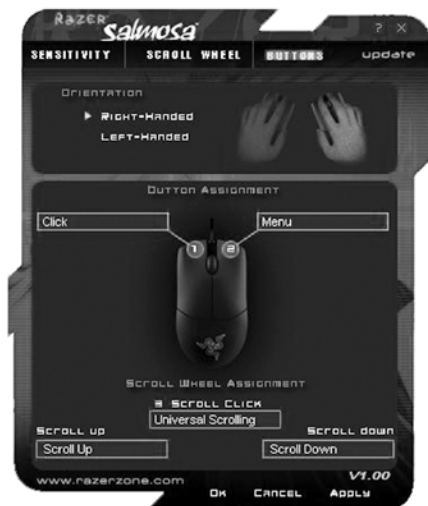 RAZER
Salmosa
? X
SENSITIVITY SCROLL WHEEL BUTTONS update
ORIENTATION
RIGHT-HANDED
LEFT-HANDED
BUTTON ASSIGNMENT
Click Menu
1 2
SCROLL WHEEL ASSIGNMENT
3 SCROLL CLICK
Universal Scrolling
SCROLL UP SCROLL DOWN
Scroll Up Scroll Down
www.razerzone.com V1.00
OK CANCEL APPLY